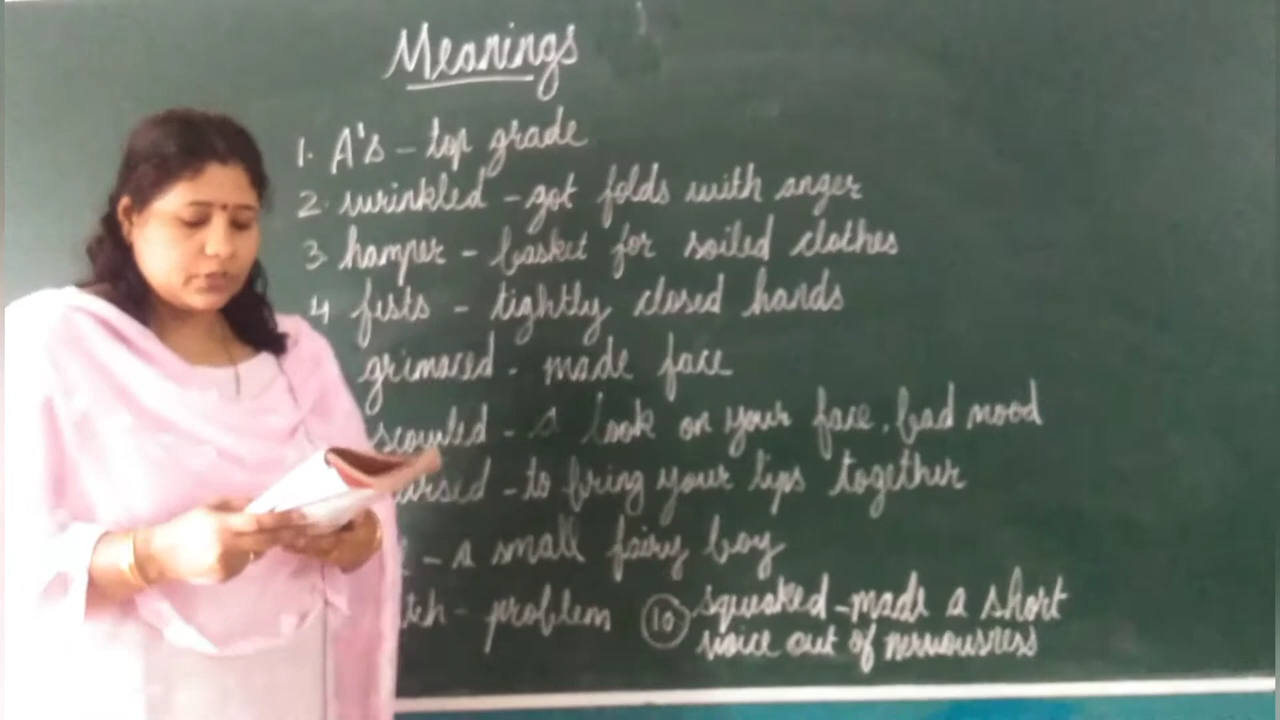 Meanings
1. A's - top grade
2. wrinkled - got folds with anger
3 hamper - basket for soiled clothes
4 fists - tightly closed hands
grimaced - made face
scowled - a look on your face, bad mood
ursed - to bring your lips together
- a small fairy boy
tch - problem
10 squeaked - made a short
voice out of nervousness